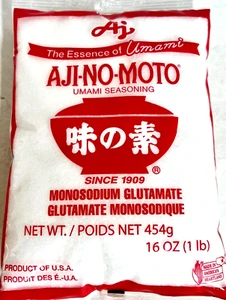 Aj
The Essence of Umami
AJI-NO-MOTO®
UMAMI SEASONING
味の素
®
SINCE 1909
MONOSODIUM GLUTAMATE
GLUTAMATE MONOSODIQUE
NET WT. / POIDS NET 454g
16 OZ (1 lb)
PRODUCT OF U.S.A.
PRODUIT DES É.-U.A.